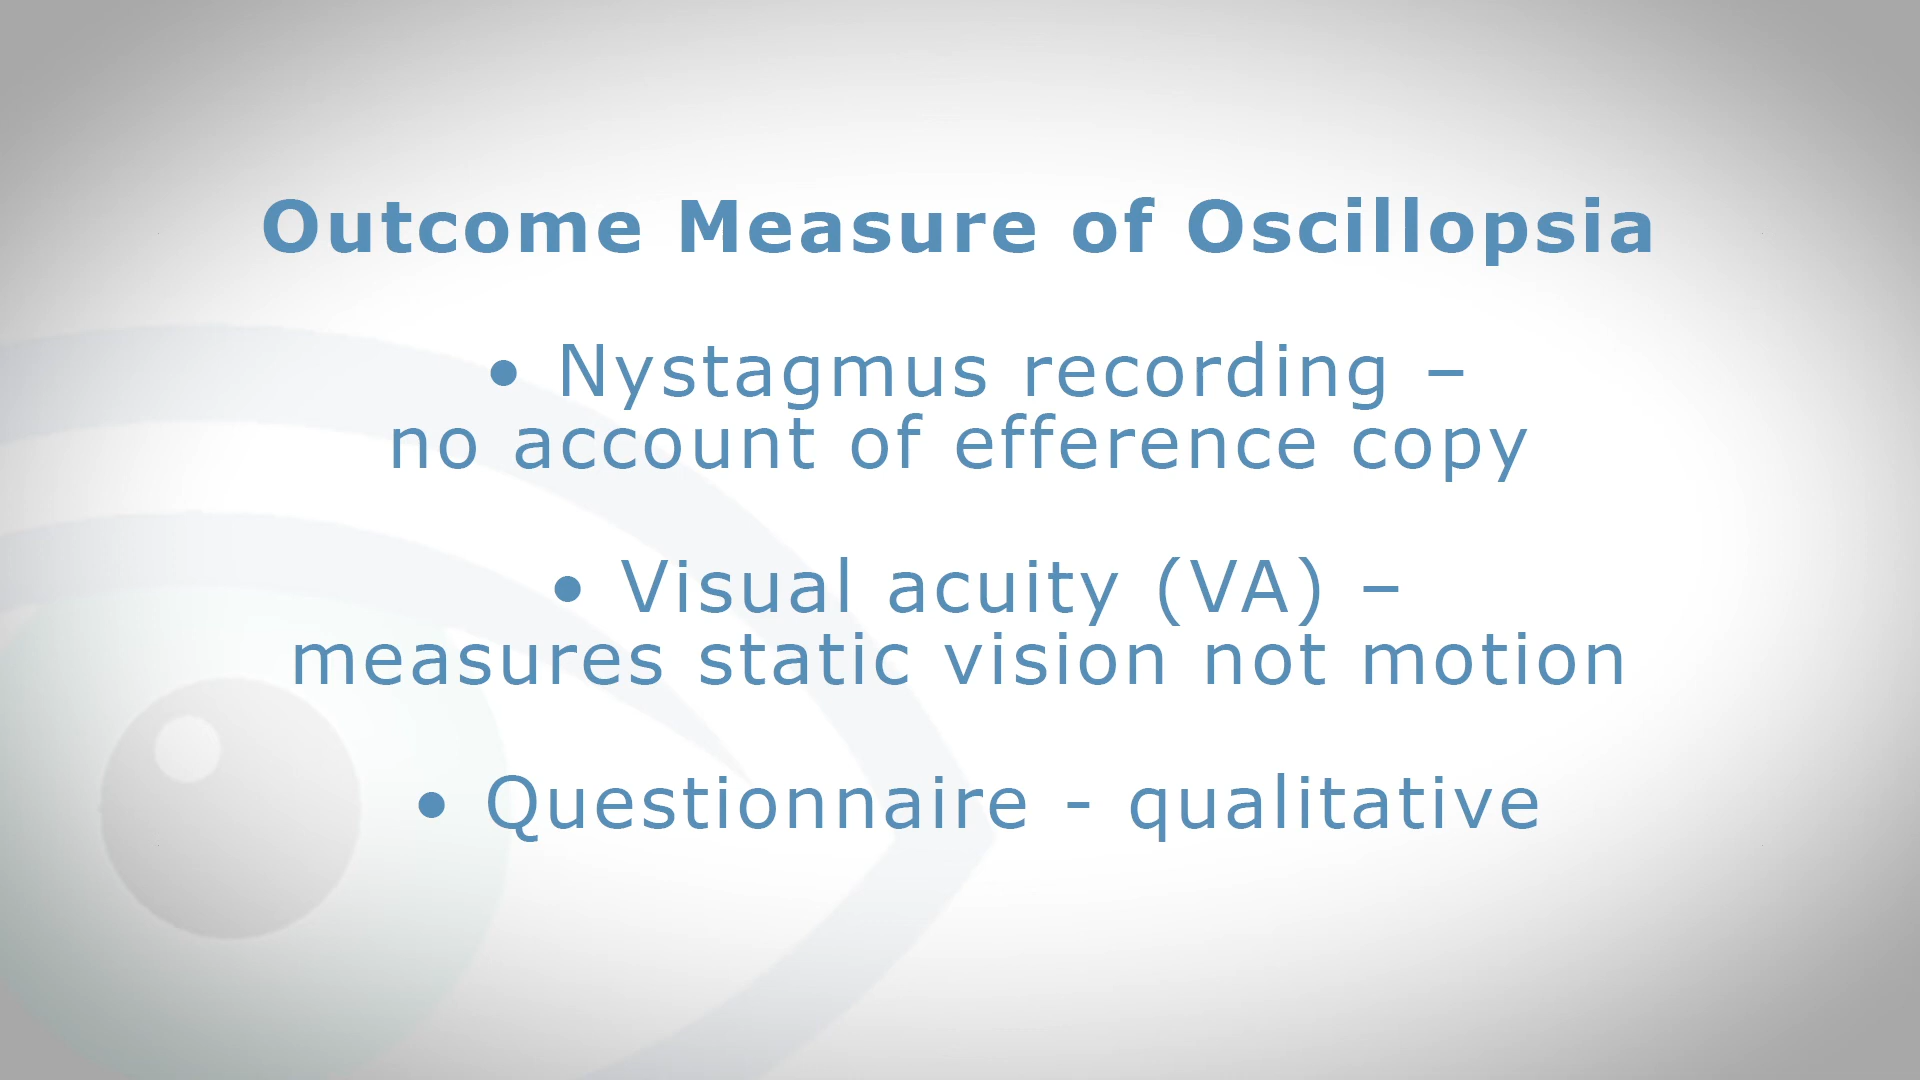 Outcome Measure of Oscillopsia
• Nystagmus recording –
no account of efference copy
• Visual acuity (VA) –
measures static vision not motion
• Questionnaire - qualitative